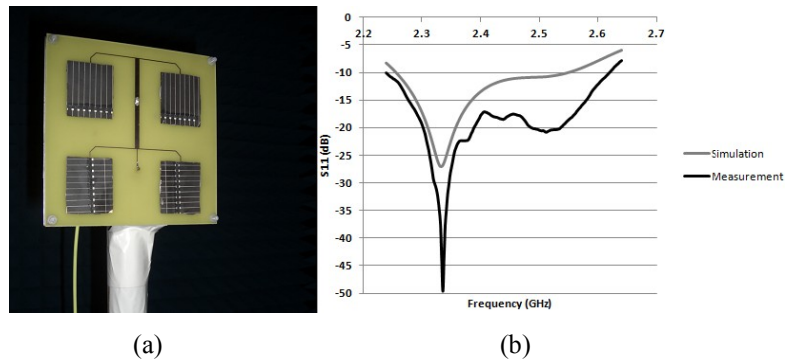 0
2.2 2.3 2.4 2.5 2.6 2.7
-5
-10
-15
-20
-25
-30
-35
-40
-45
-50
S11 (dB)
Frequency (GHz)
Simulation
Measurement
(a) (b)